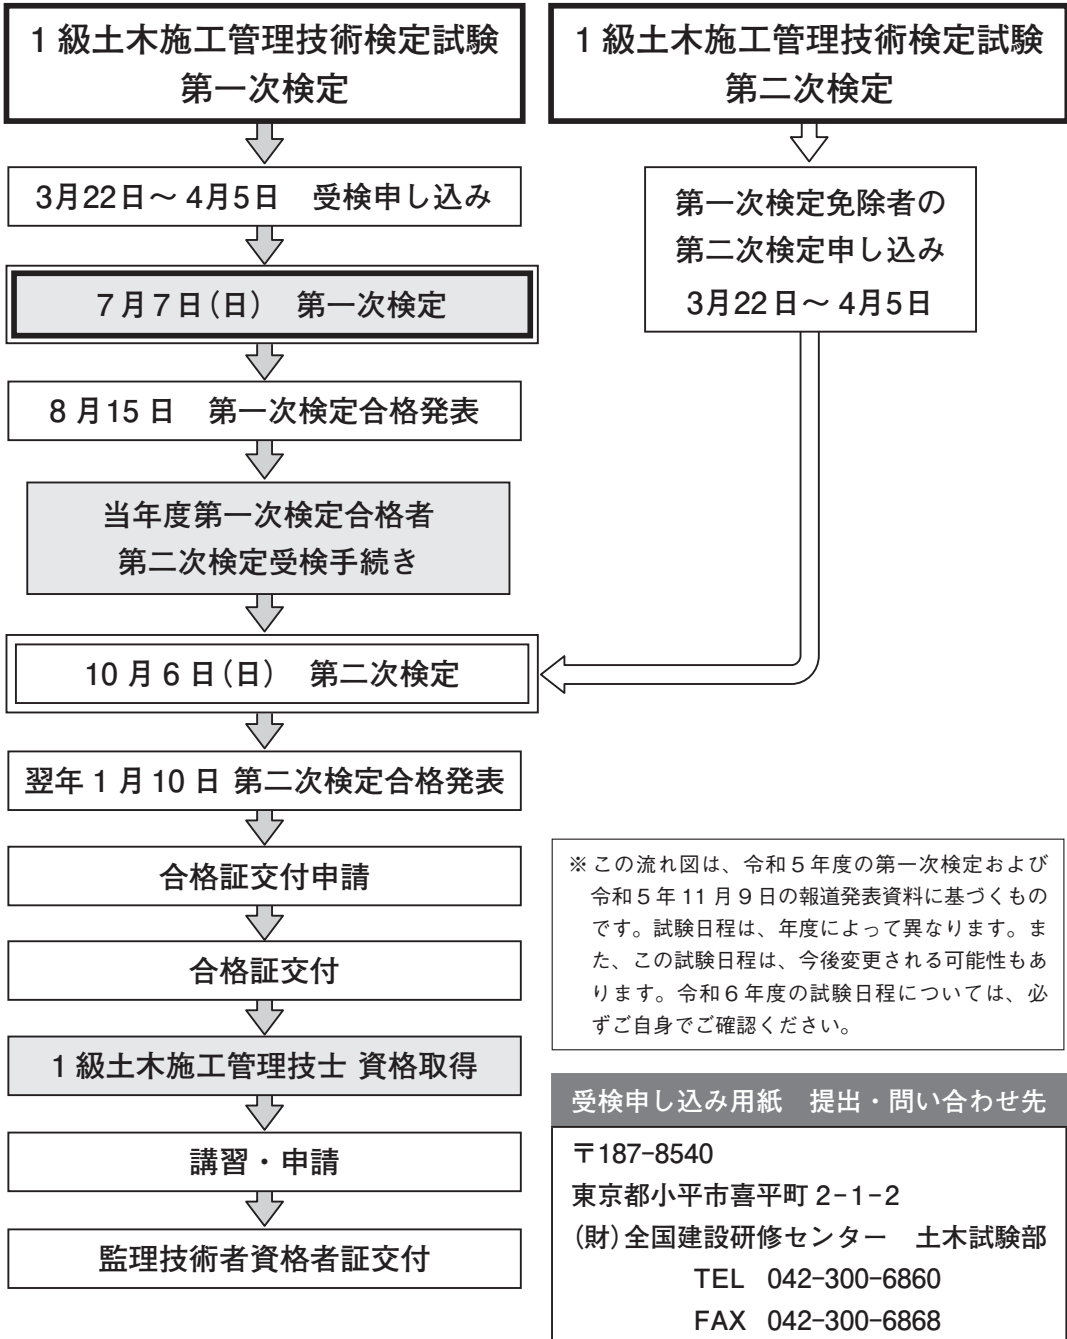 1 級土木施工管理技術検定試験
第一次検定
3月22日～ 4月5日　受検申し込み
7 月 7 日(日)　第一次検定
8 月15 日　第一次検定合格発表
当年度第一次検定合格者
第二次検定受検手続き
10 月 6 日(日)　第二次検定
翌年 1 月 10 日 第二次検定合格発表
合格証交付申請
合格証交付
1 級土木施工管理技士 資格取得
講習・申請
監理技術者資格者証交付
1 級土木施工管理技術検定試験
第二次検定
第一次検定免除者の
第二次検定申し込み
3月22日～ 4月5日
※ この流れ図は、令和 5 年度の第一次検定および
令和 5 年 11 月 9 日の報道発表資料に基づくもの
です。試験日程は、年度によって異なります。ま
た、この試験日程は、今後変更される可能性もあ
ります。令和 6 年度の試験日程については、必
ずご自身でご確認ください。
受検申し込み用紙　提出・問い合わせ先
〒187-8540
東京都小平市喜平町 2-1-2
(財)全国建設研修センター　土木試験部
TEL 042-300-6860
FAX 042-300-6868